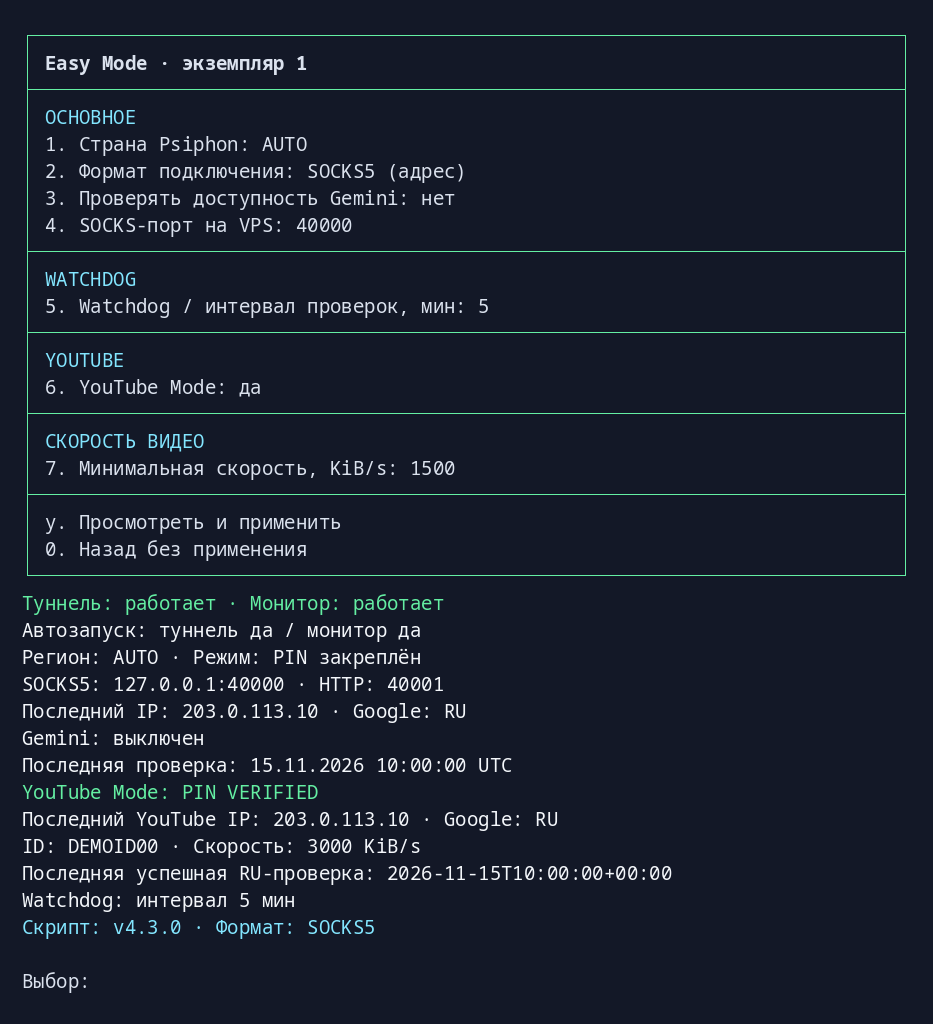 Easy Mode · экземпляр 1
ОСНОВНОЕ
1. Страна Psiphon: AUTO
2. Формат подключения: SOCKS5 (адрес)
3. Проверять доступность Gemini: нет
4. SOCKS-порт на VPS: 40000
WATCHDOG
5. Watchdog / интервал проверок, мин: 5
YOUTUBE
6. YouTube Mode: да
СКОРОСТЬ ВИДЕО
7. Минимальная скорость, KiB/s: 1500
y. Просмотреть и применить
0. Назад без применения
Туннель: работает · Монитор: работает
Автозапуск: туннель да / монитор да
Регион: AUTO · Режим: PIN закреплён
SOCKS5: 127.0.0.1:40000 · HTTP: 40001
Последний IP: 203.0.113.10 · Google: RU
Gemini: выключен
Последняя проверка: 15.11.2026 10:00:00 UTC
YouTube Mode: PIN VERIFIED
Последний YouTube IP: 203.0.113.10 · Google: RU
ID: DEMOID00 · Скорость: 3000 KiB/s
Последняя успешная RU-проверка: 2026-11-15T10:00:00+00:00
Watchdog: интервал 5 мин
Скрипт: v4.3.0 · Формат: SOCKS5
Выбор: